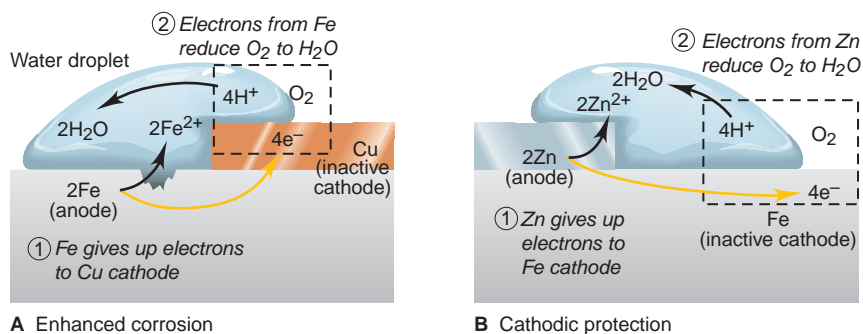 ② Electrons from Fe
reduce O₂ to H₂O
Water droplet
4H⁺
O₂
2H₂O
2Fe²⁺
4e⁻
Cu
(inactive
cathode)
2Fe
(anode)
① Fe gives up electrons
to Cu cathode
A Enhanced corrosion
② Electrons from Zn
reduce O₂ to H₂O
2H₂O
2Zn²⁺
4H⁺
O₂
2Zn
(anode)
4e⁻
① Zn gives up
electrons to
Fe cathode
Fe
(inactive cathode)
B Cathodic protection